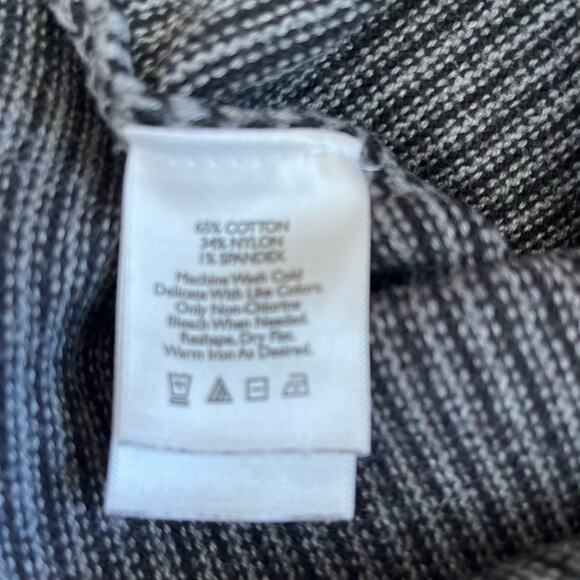 65% COTTON
34% NYLON
1% SPANDEX
Machine Wash Cold
Delicate With Like Colors.
Only Non-Chlorine
Bleach When Needed.
Reshape, Dry Flat.
Warm Iron As Desired.